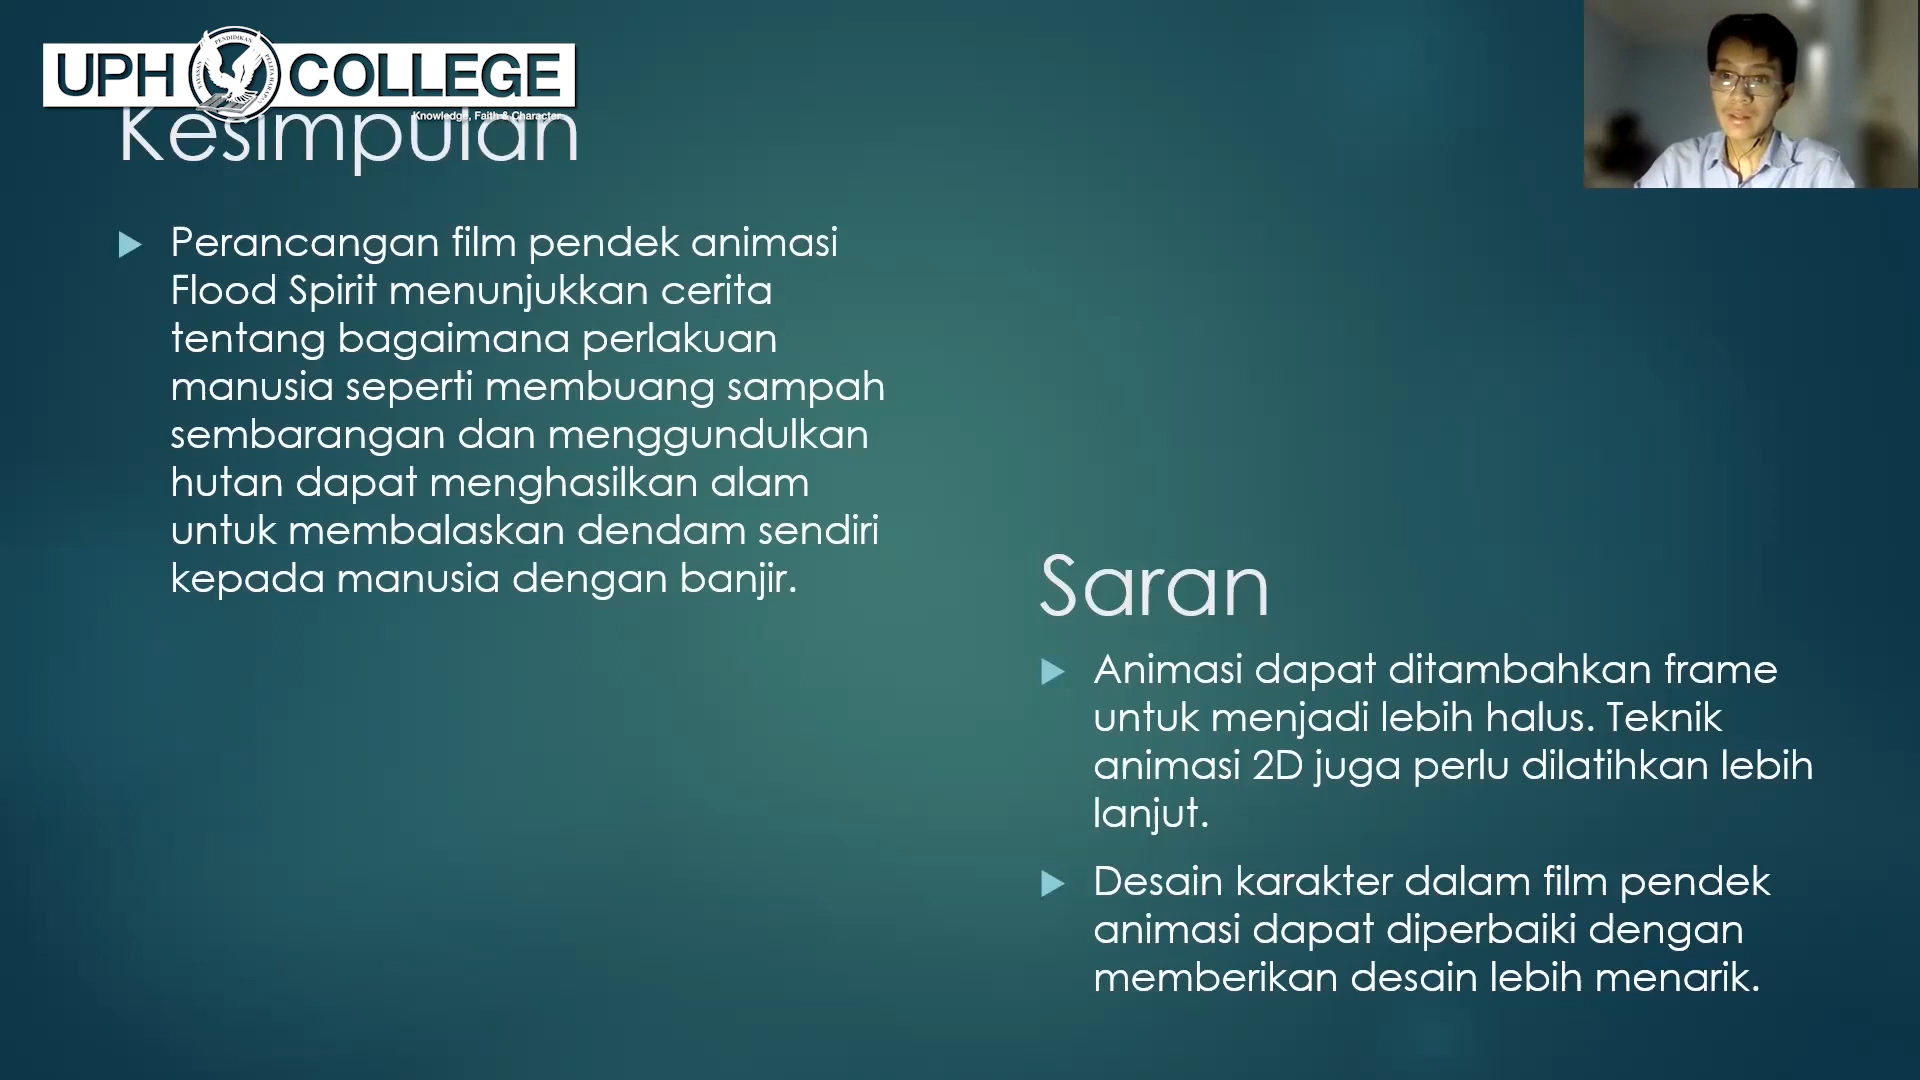 UPH COLLEGE
Knowledge, Faith & Character
Kesimpulan
Perancangan film pendek animasi
Flood Spirit menunjukkan cerita
tentang bagaimana perlakuan
manusia seperti membuang sampah
sembarangan dan menggundulkan
hutan dapat menghasilkan alam
untuk membalaskan dendam sendiri
kepada manusia dengan banjir.
Saran
Animasi dapat ditambahkan frame
untuk menjadi lebih halus. Teknik
animasi 2D juga perlu dilatihkan lebih
lanjut.
Desain karakter dalam film pendek
animasi dapat diperbaiki dengan
memberikan desain lebih menarik.